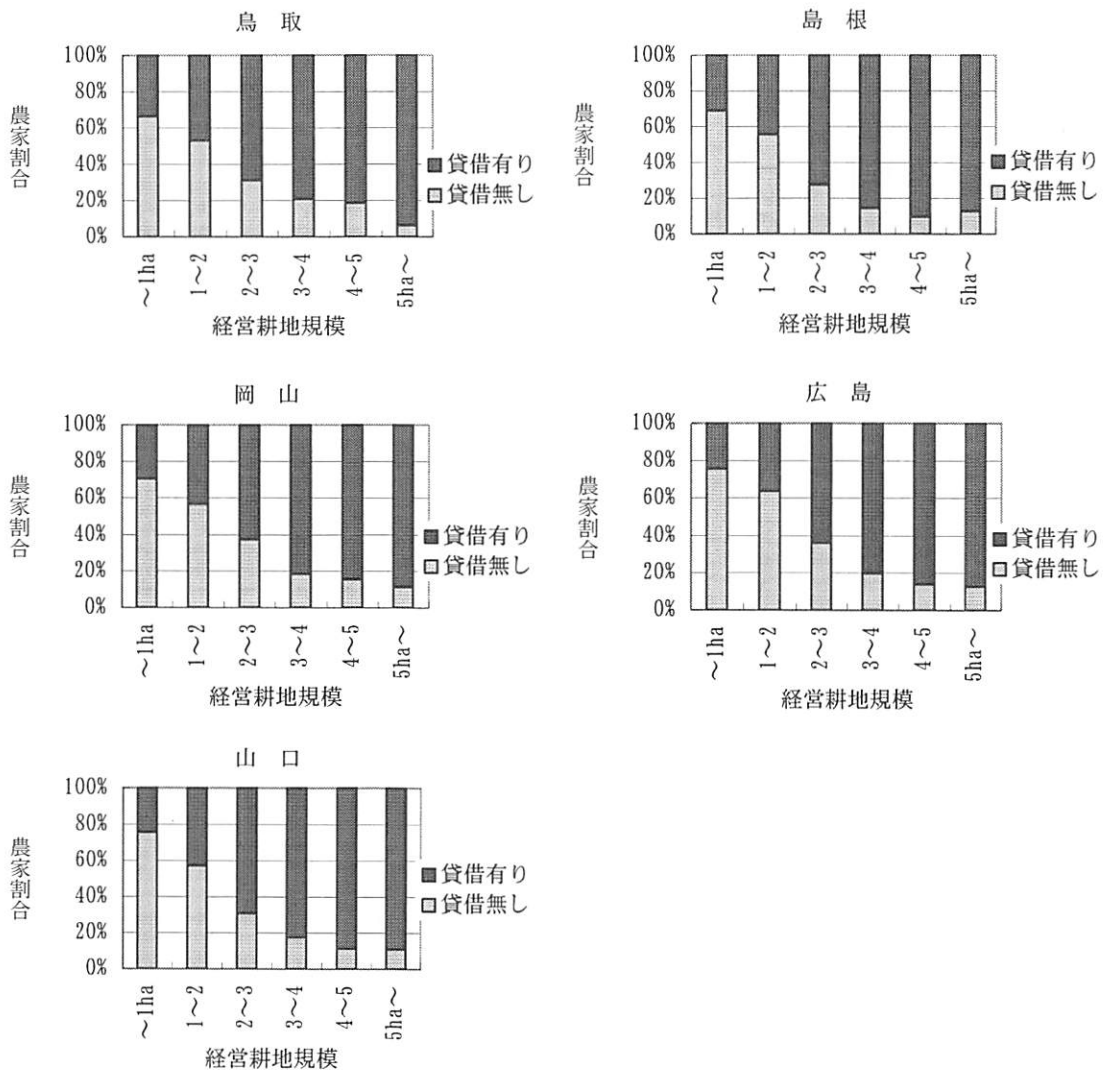 鳥 取
農家割合
100%
80%
60%
40%
20%
0%
貸借有り
貸借無し
~1ha
1~2
2~3
3~4
4~5
5ha~
経営耕地規模
島 根
農家割合
100%
80%
60%
40%
20%
0%
貸借有り
貸借無し
~1ha
1~2
2~3
3~4
4~5
5ha~
経営耕地規模
岡 山
農家割合
100%
80%
60%
40%
20%
0%
貸借有り
貸借無し
~1ha
1~2
2~3
3~4
4~5
5ha~
経営耕地規模
広 島
農家割合
100%
80%
60%
40%
20%
0%
貸借有り
貸借無し
~1ha
1~2
2~3
3~4
4~5
5ha~
経営耕地規模
山 口
農家割合
100%
80%
60%
40%
20%
0%
貸借有り
貸借無し
~1ha
1~2
2~3
3~4
4~5
5ha~
経営耕地規模